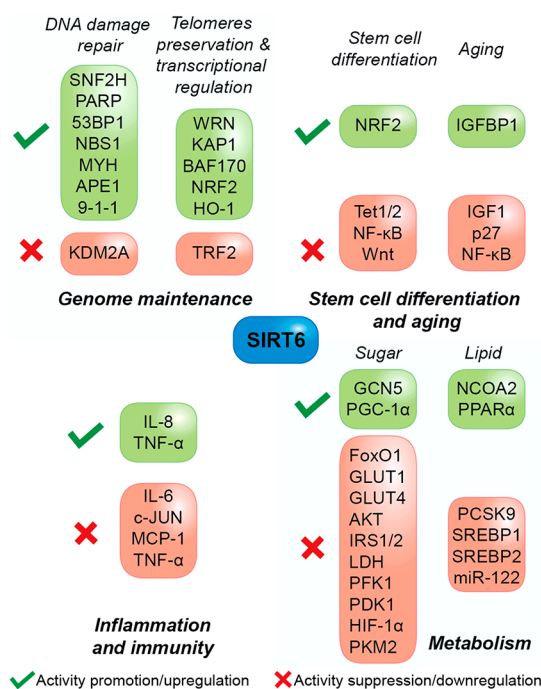 DNA damage
repair
SNF2H
PARP
53BP1
NBS1
MYH
APE1
9-1-1
KDM2A
Telomeres
preservation &
transcriptional
regulation
WRN
KAP1
BAF170
NRF2
HO-1
TRF2
Genome maintenance
Stem cell
differentiation
NRF2
Tet1/2
NF-κB
Wnt
Aging
IGFBP1
IGF1
p27
NF-κB
Stem cell differentiation
and aging
SIRT6
IL-8
TNF-α
IL-6
c-JUN
MCP-1
TNF-α
Inflammation
and immunity
Sugar
GCN5
PGC-1α
FoxO1
GLUT1
GLUT4
AKT
IRS1/2
LDH
PFK1
PDK1
HIF-1α
PKM2
Lipid
NCOA2
PPARα
PCSK9
SREBP1
SREBP2
miR-122
Metabolism
Activity promotion/upregulation
Activity suppression/downregulation